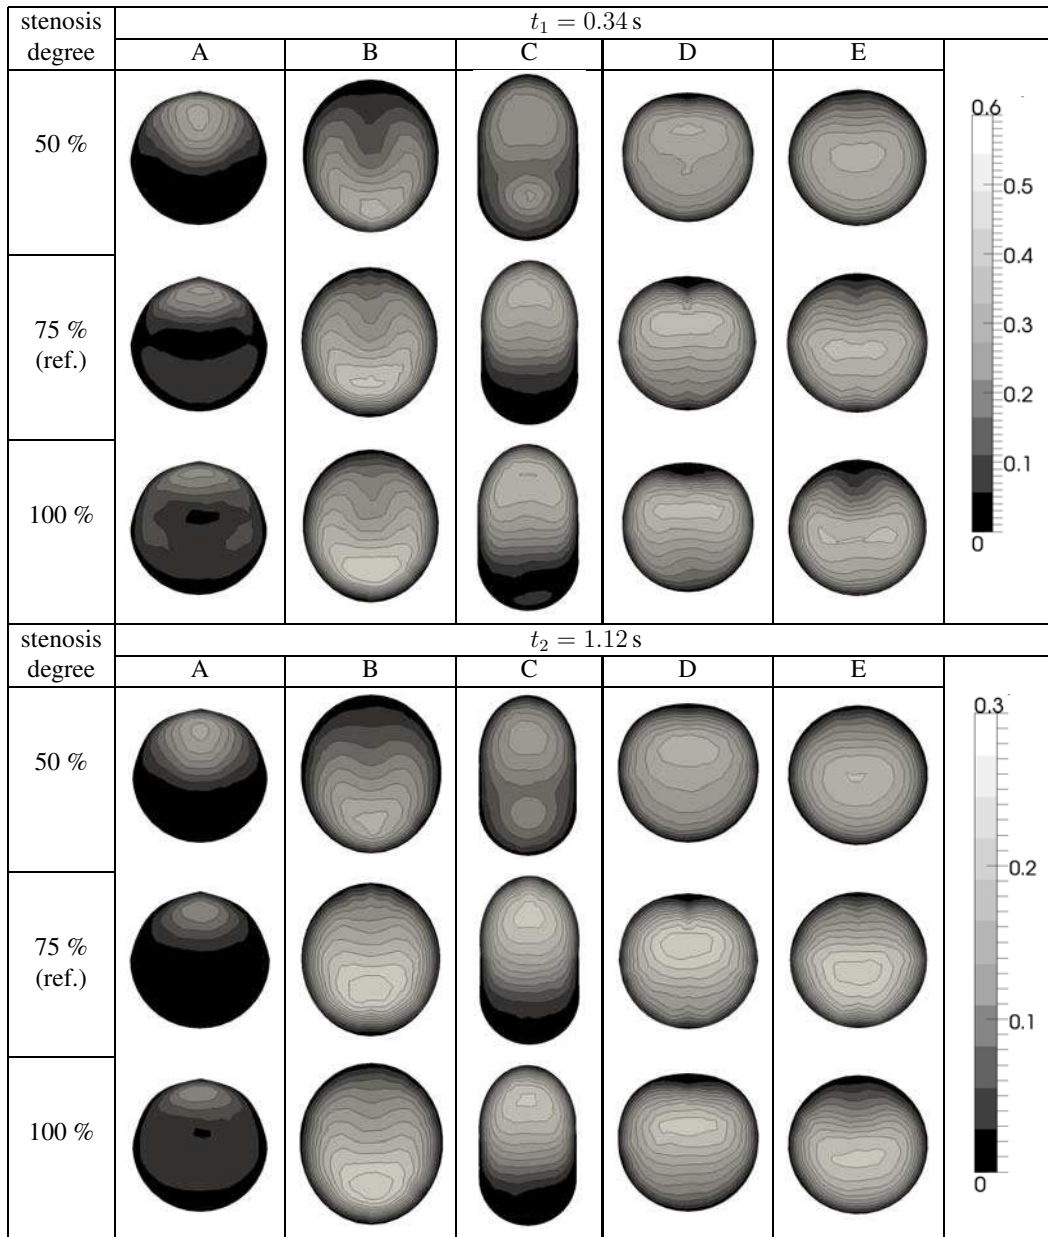 stenosis degree t₁ = 0.34 s
A B C D E
50 %
75 % (ref.)
100 %
0.6
0.5
0.4
0.3
0.2
0.1
0
stenosis degree t₂ = 1.12 s
A B C D E
50 %
75 % (ref.)
100 %
0.3
0.2
0.1
0